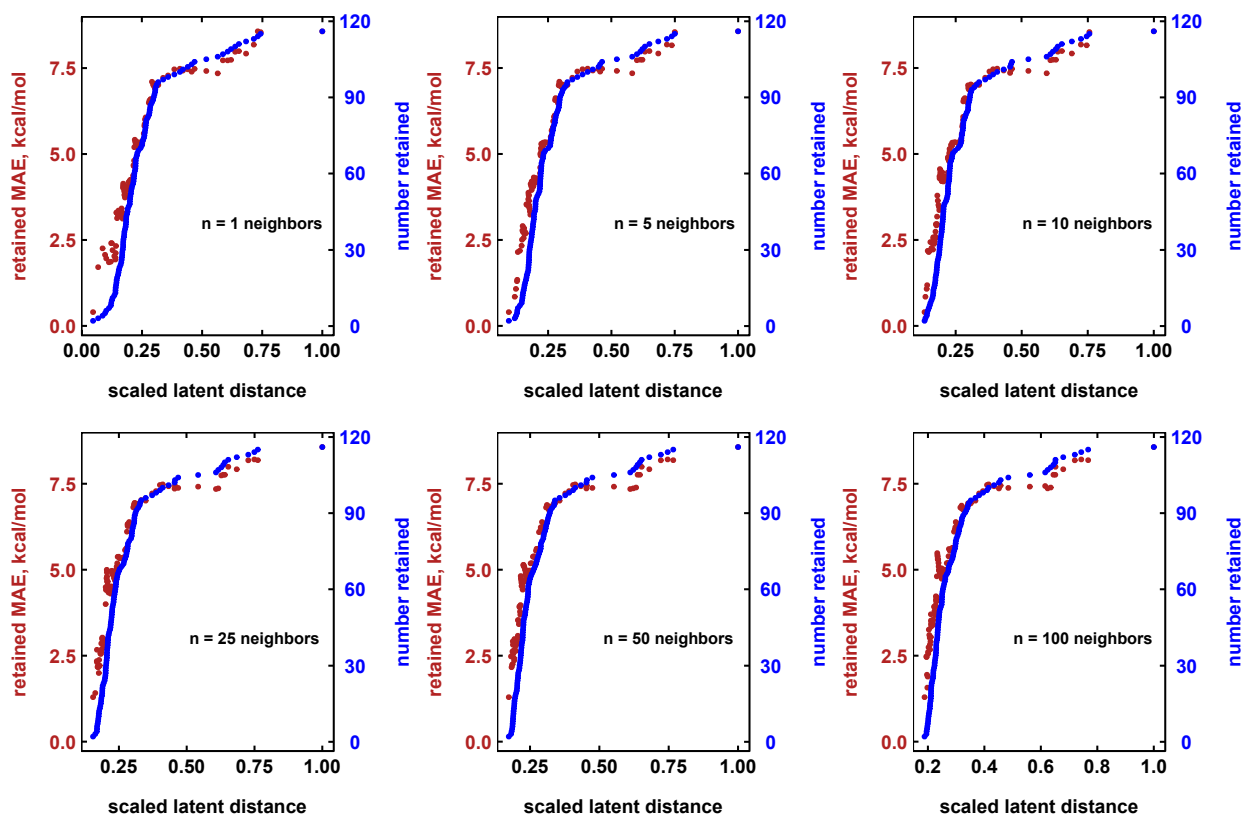 retained MAE, kcal/mol
7.5
5.0
2.5
0.0
n = 1 neighbors
120
90
60
30
0
number retained
0.00 0.25 0.50 0.75 1.00
scaled latent distance
retained MAE, kcal/mol
7.5
5.0
2.5
0.0
n = 5 neighbors
120
90
60
30
0
number retained
0.25 0.50 0.75 1.00
scaled latent distance
retained MAE, kcal/mol
7.5
5.0
2.5
0.0
n = 10 neighbors
120
90
60
30
0
number retained
0.25 0.50 0.75 1.00
scaled latent distance
retained MAE, kcal/mol
7.5
5.0
2.5
0.0
n = 25 neighbors
120
90
60
30
0
number retained
0.25 0.50 0.75 1.00
scaled latent distance
retained MAE, kcal/mol
7.5
5.0
2.5
0.0
n = 50 neighbors
120
90
60
30
0
number retained
0.25 0.50 0.75 1.00
scaled latent distance
retained MAE, kcal/mol
7.5
5.0
2.5
0.0
n = 100 neighbors
120
90
60
30
0
number retained
0.2 0.4 0.6 0.8 1.0
scaled latent distance